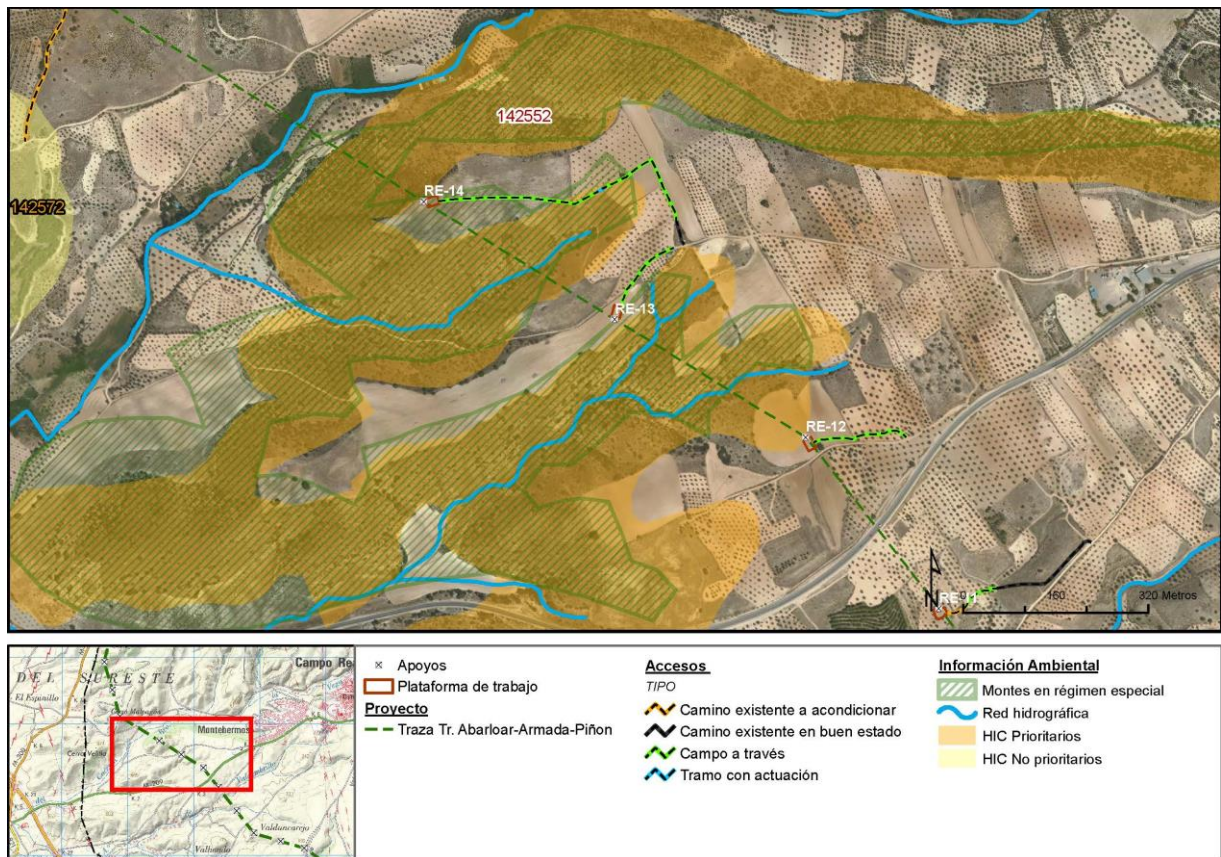 142552
142572
RE-14
RE-13
RE-12
RE-11
N
0 160 320 Metros
DEL SURESTE
Campo Re
El Espinillo
Montehermos
Valduncarejo
Apoyos
Plataforma de trabajo
Proyecto
Traza Tr. Abarloar-Armada-Piñon
Accesos
TIPO
Camino existente a acondicionar
Camino existente en buen estado
Campo a través
Tramo con actuación
Información Ambiental
Montes en régimen especial
Red hidrográfica
HIC Prioritarios
HIC No prioritarios